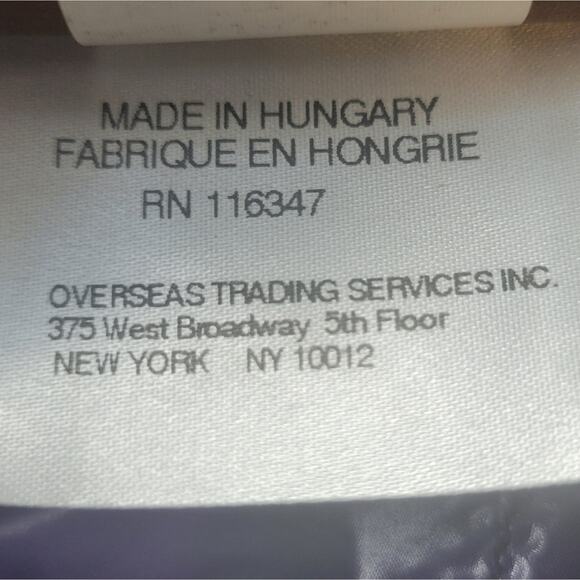 MADE IN HUNGARY
FABRIQUE EN HONGRIE
RN 116347
OVERSEAS TRADING SERVICES INC.
375 West Broadway 5th Floor
NEW YORK NY 10012